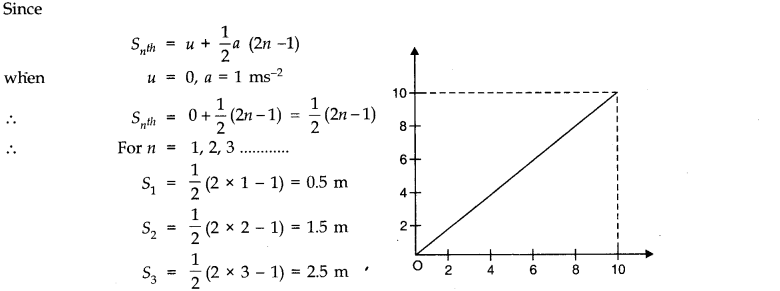 Since
Sₙₜₕ = u + 1/2 a (2n −1)
when u = 0, a = 1 ms⁻²
∴ Sₙₜₕ = 0 + 1/2 (2n − 1) = 1/2 (2n − 1)
∴ For n = 1, 2, 3 ............
S₁ = 1/2 (2 × 1 − 1) = 0.5 m
S₂ = 1/2 (2 × 2 − 1) = 1.5 m
S₃ = 1/2 (2 × 3 − 1) = 2.5 m
10
8
6
4
2
O 2 4 6 8 10